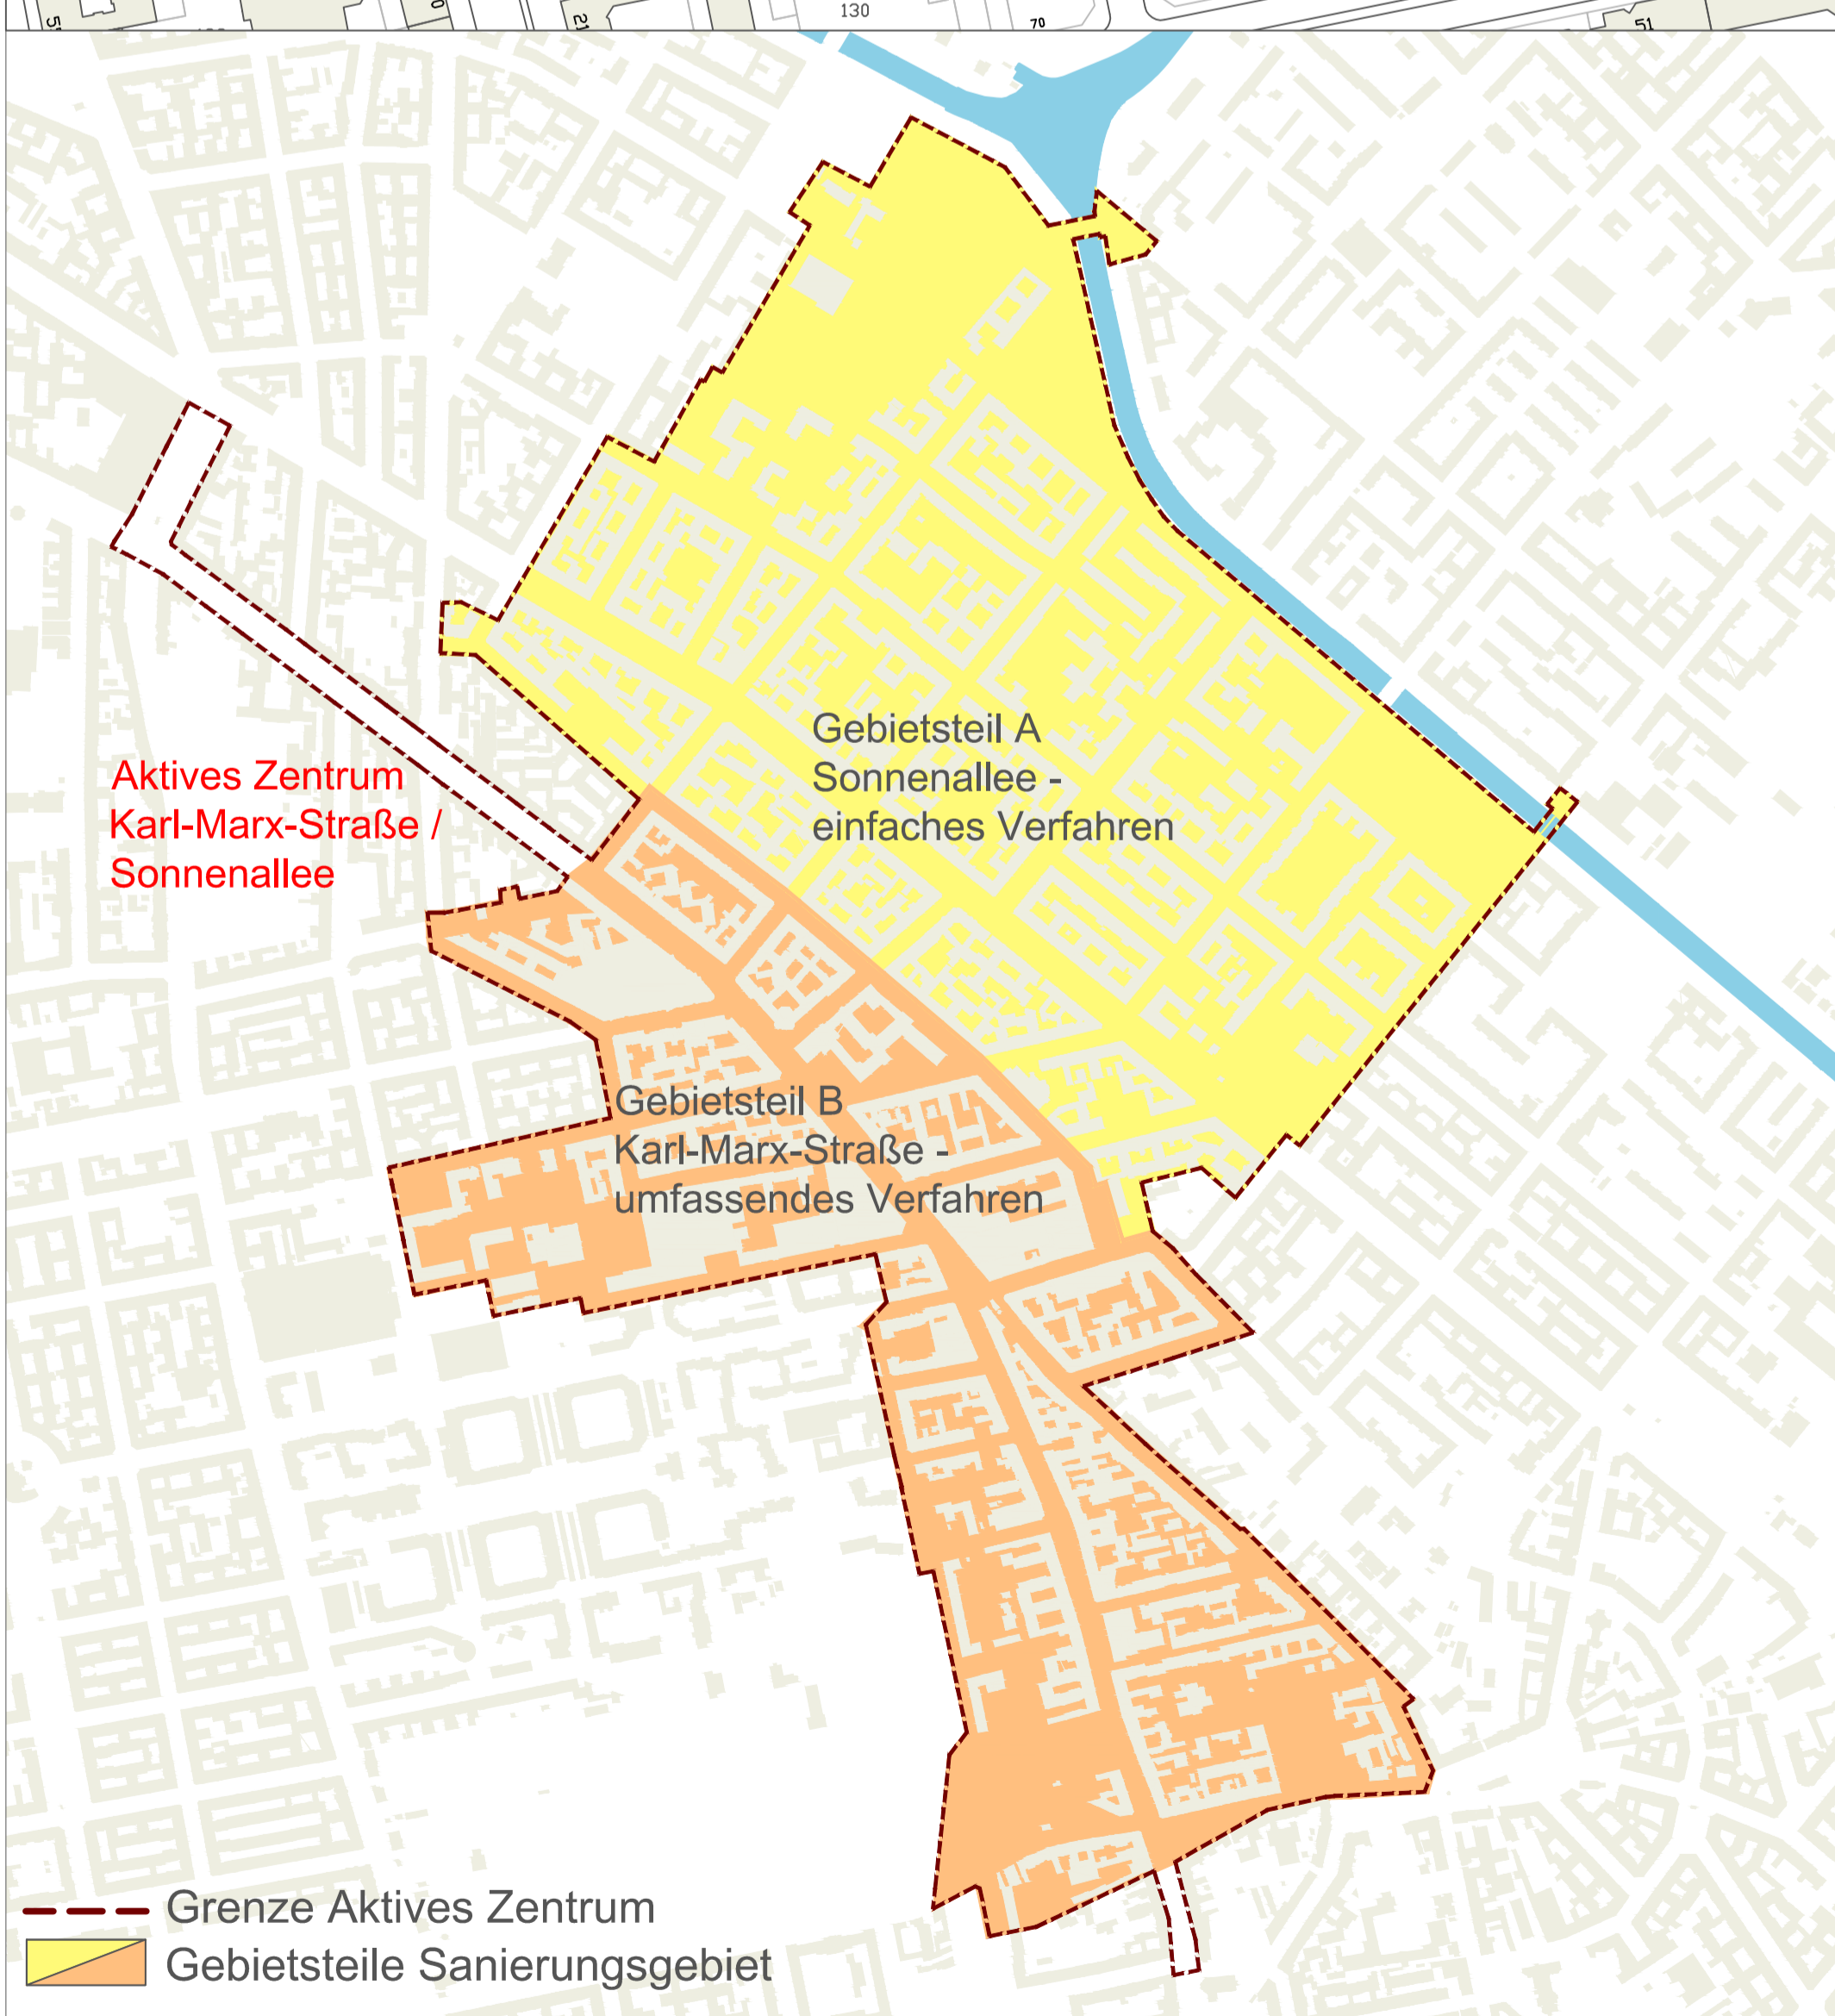 130
70
51
21
Gebietsteil A
Sonnenallee -
einfaches Verfahren
Aktives Zentrum
Karl-Marx-Straße /
Sonnenallee
Gebietsteil B
Karl-Marx-Straße -
umfassendes Verfahren
Grenze Aktives Zentrum
Gebietsteile Sanierungsgebiet